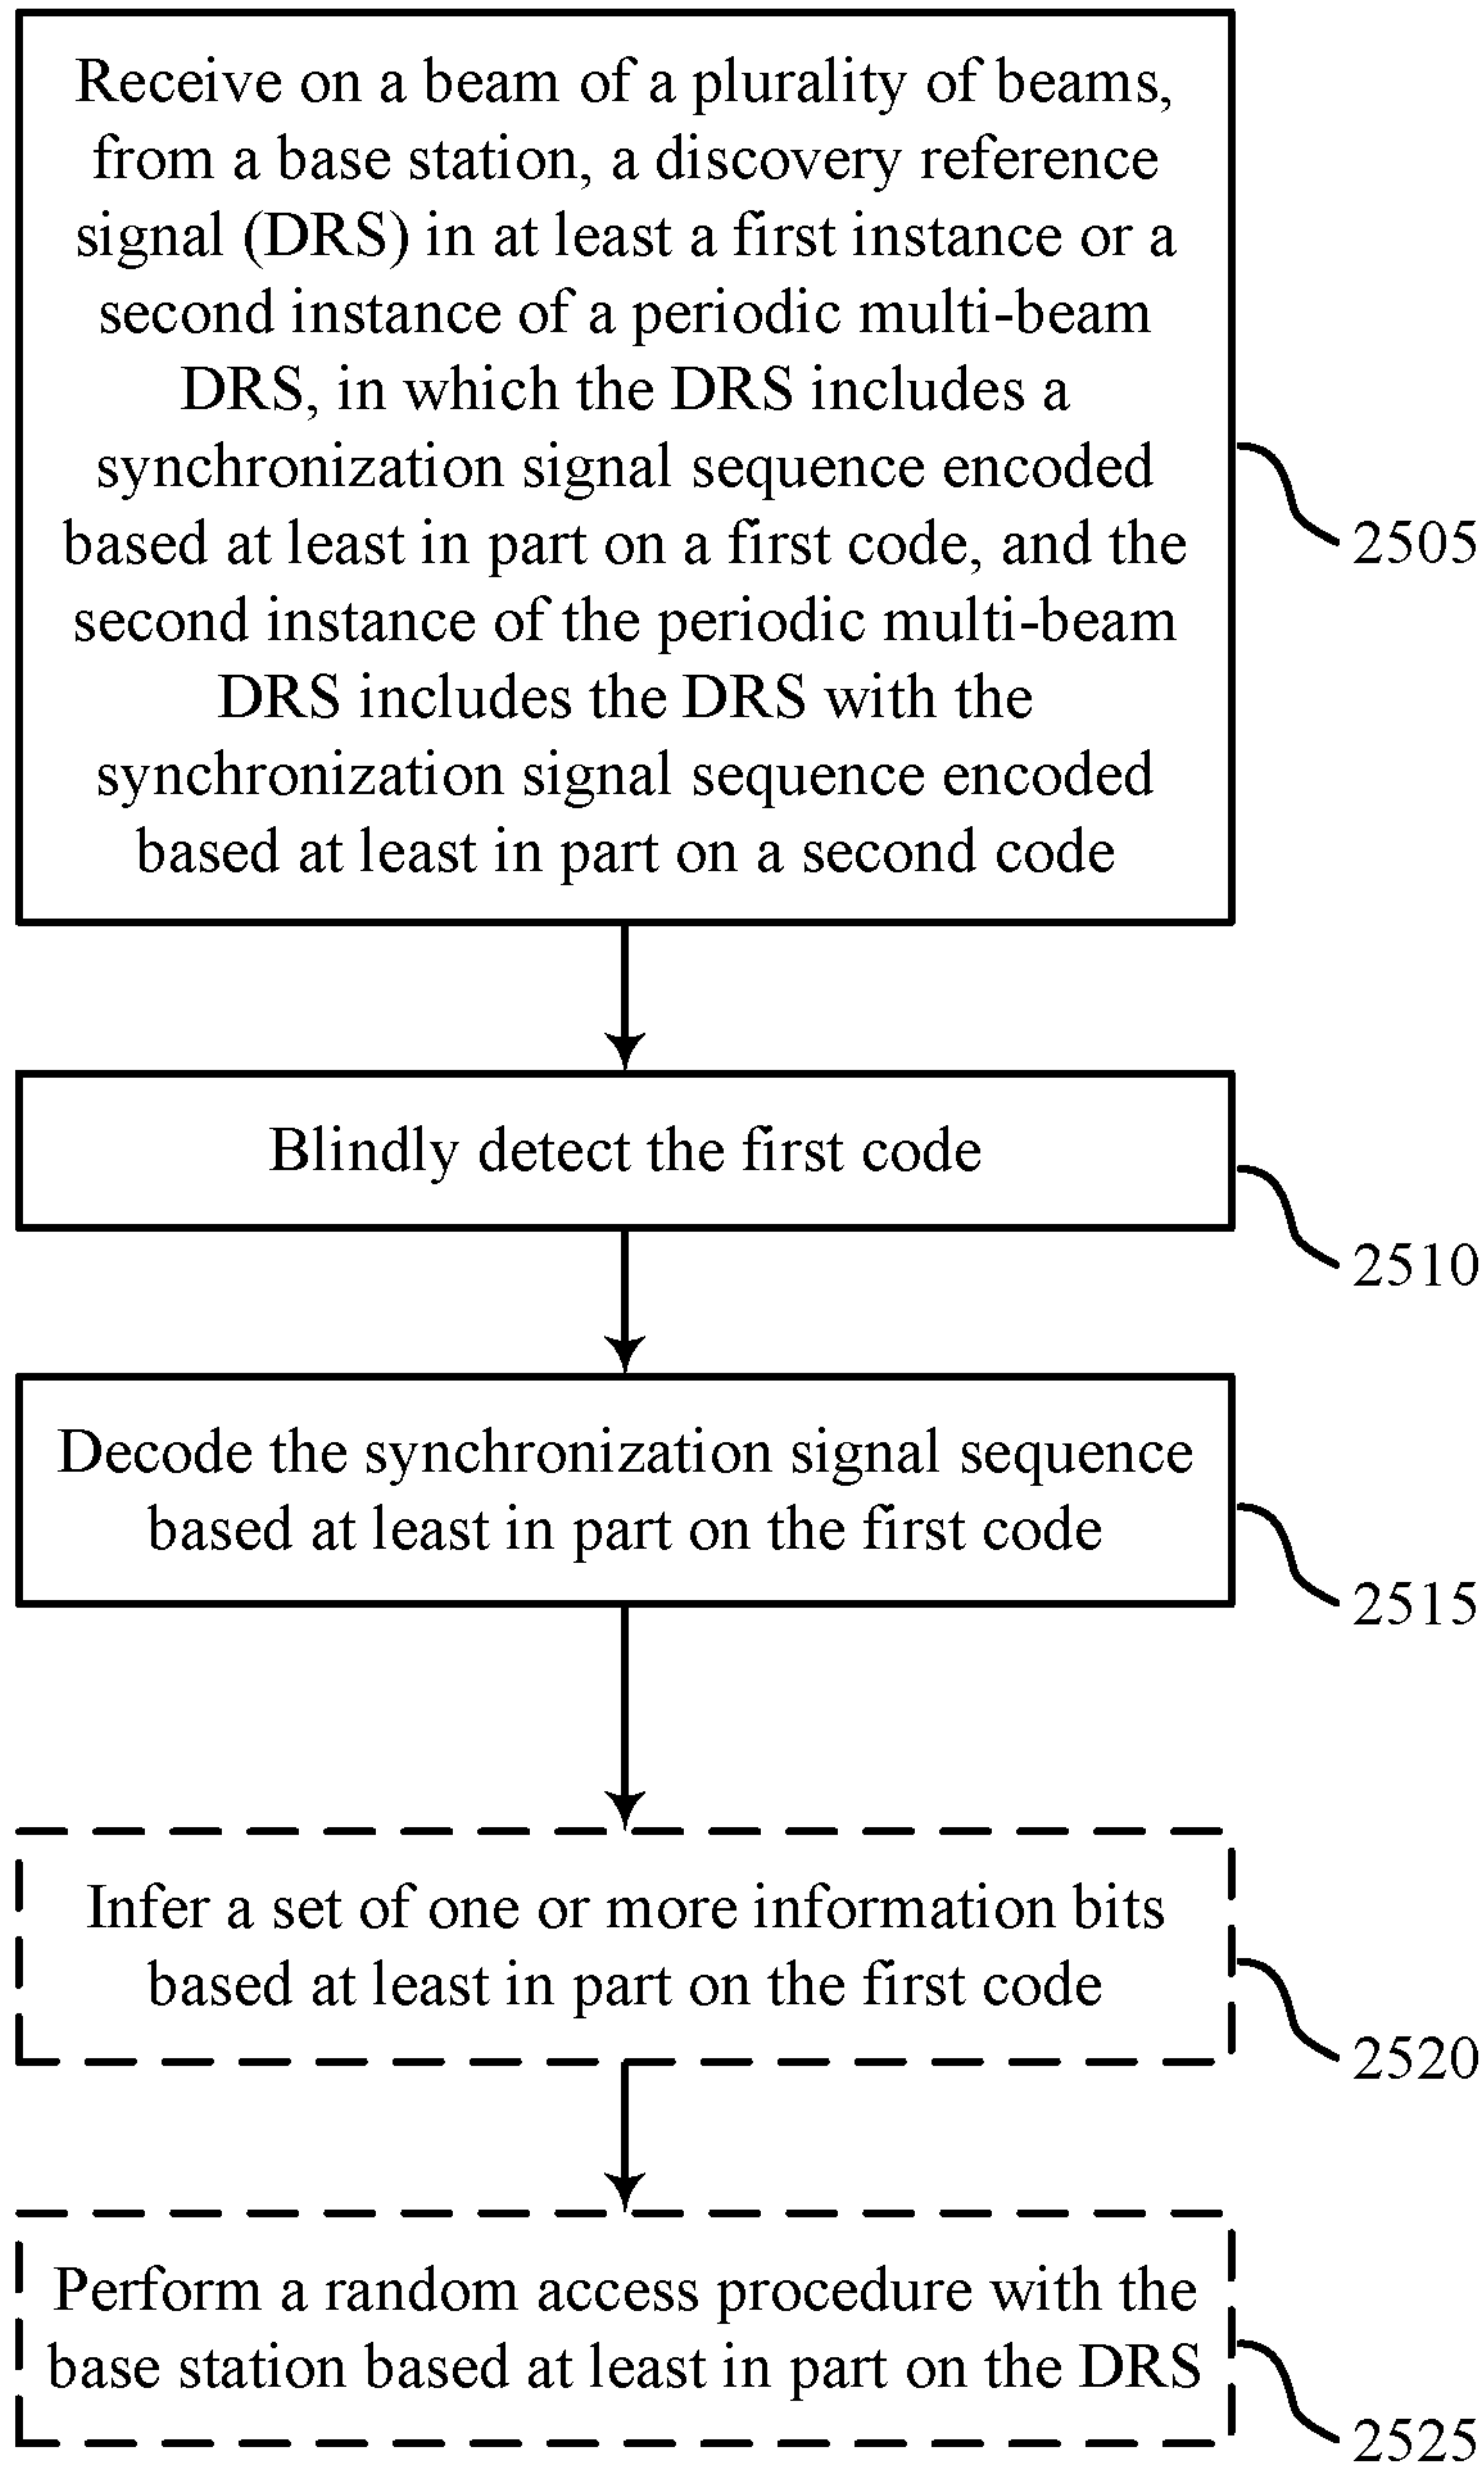 Receive on a beam of a plurality of beams,
from a base station, a discovery reference
signal (DRS) in at least a first instance or a
second instance of a periodic multi-beam
DRS, in which the DRS includes a
synchronization signal sequence encoded
based at least in part on a first code, and the
second instance of the periodic multi-beam
DRS includes the DRS with the
synchronization signal sequence encoded
based at least in part on a second code
2505
Blindly detect the first code
2510
Decode the synchronization signal sequence
based at least in part on the first code
2515
Infer a set of one or more information bits
based at least in part on the first code
2520
Perform a random access procedure with the
base station based at least in part on the DRS
2525